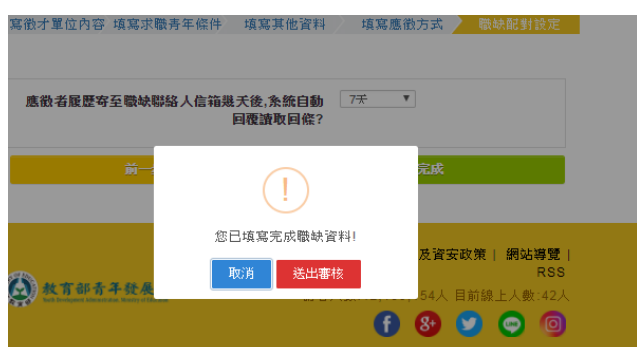 寫徵才單位內容 填寫求職青年條件 填寫其他資料 填寫應徵方式 職缺配對設定
應徵者履歷寄至職缺聯絡人信箱幾天後,系統自動
回覆讀取回條?
7天
前一
完成
您已填寫完成職缺資料!
取消 送出審核
及資安政策 | 網站導覽 |
RSS
教育部青年發展
54人 目前線上人數:42人